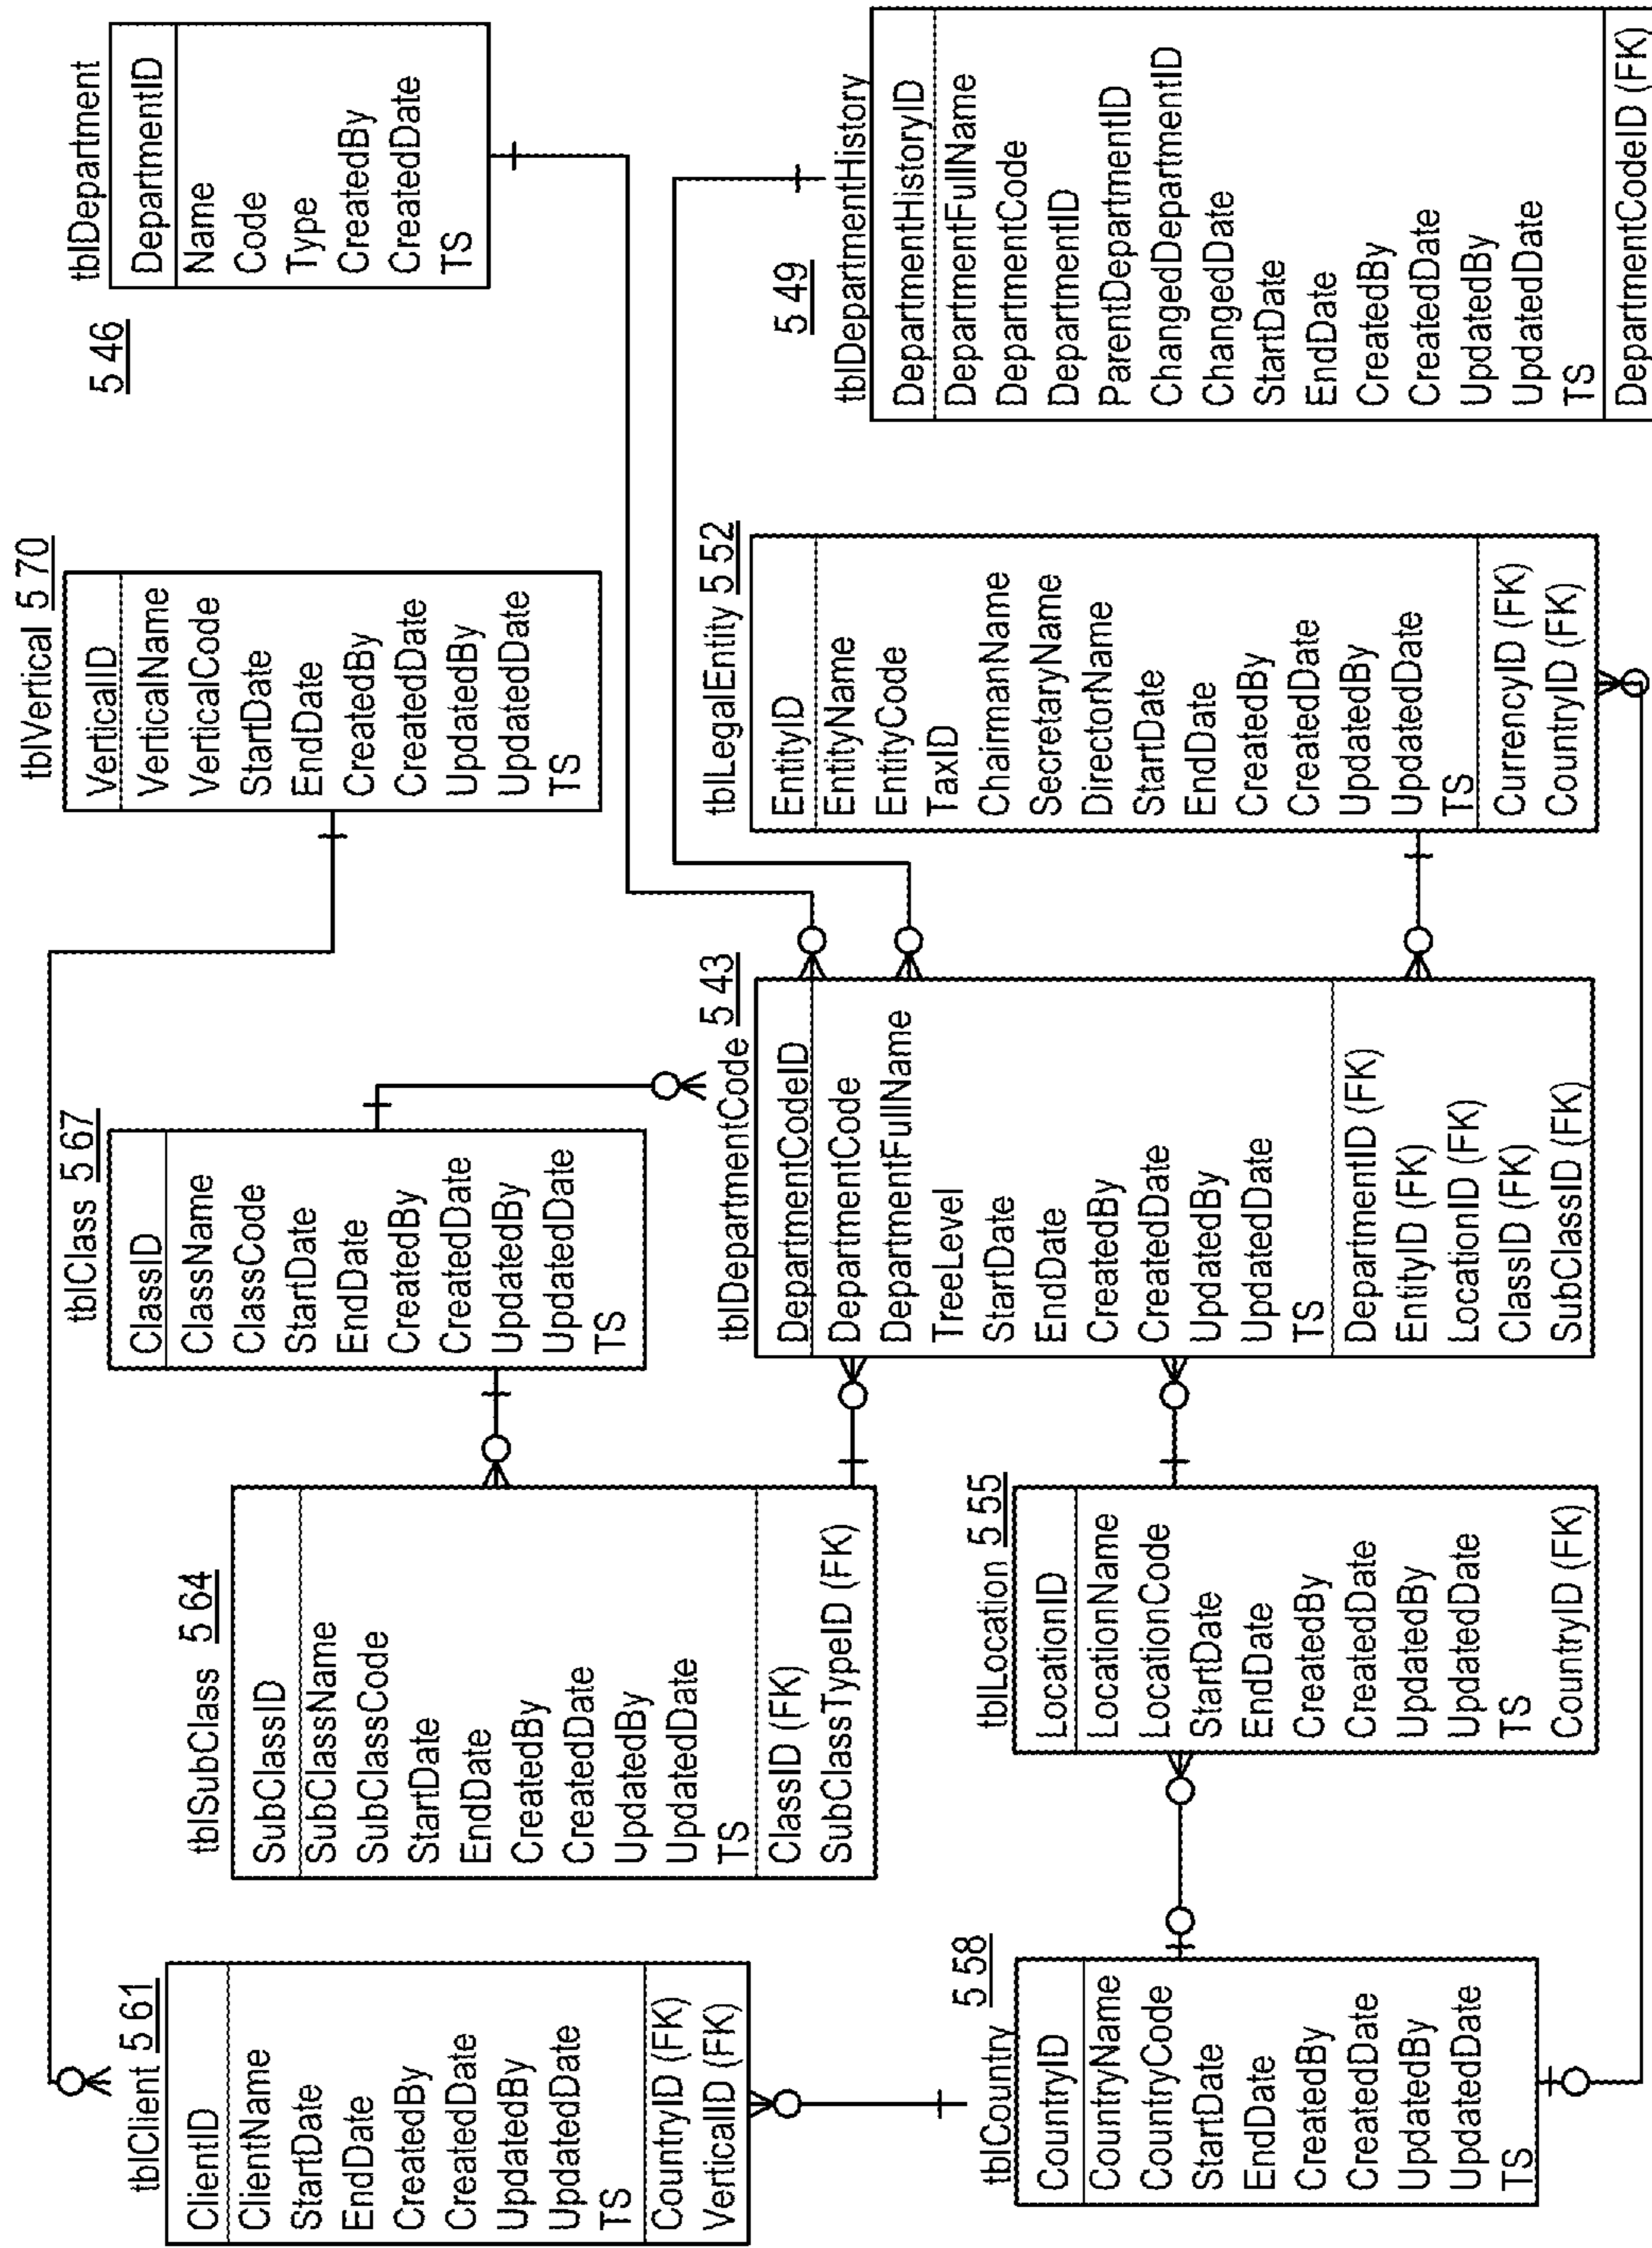 tblClient 5 61
ClientID
ClientName
StartDate
EndDate
CreatedBy
CreatedDate
UpdatedBy
UpdatedDate
TS
CountryID (FK)
VerticalID (FK)
tblSubClass 5 64
SubClassID
SubClassName
SubClassCode
StartDate
EndDate
CreatedBy
CreatedDate
UpdatedBy
UpdatedDate
TS
ClassID (FK)
SubClassTypeID (FK)
tblClass 5 67
ClassID
ClassName
ClassCode
StartDate
EndDate
CreatedBy
CreatedDate
UpdatedBy
UpdatedDate
TS
tblVertical 5 70
VerticalID
VerticalName
VerticalCode
StartDate
EndDate
CreatedBy
CreatedDate
UpdatedBy
UpdatedDate
TS
5 46
tblDepartment
DepartmentID
Name
Code
Type
CreatedBy
CreatedDate
TS
5 58
tblCountry
CountryID
CountryName
CountryCode
StartDate
EndDate
CreatedBy
CreatedDate
UpdatedBy
UpdatedDate
TS
tblLocation 5 55
LocationID
LocationName
LocationCode
StartDate
EndDate
CreatedBy
CreatedDate
UpdatedBy
UpdatedDate
TS
CountryID (FK)
tblDepartmentCode 5 43
DepartmentCodeID
DepartmentCode
DepartmentFullName
TreeLevel
StartDate
EndDate
CreatedBy
CreatedDate
UpdatedBy
UpdatedDate
TS
DepartmentID (FK)
EntityID (FK)
LocationID (FK)
ClassID (FK)
SubClassID (FK)
tblLegalEntity 5 52
EntityID
EntityName
EntityCode
TaxID
ChairmanName
SecretaryName
DirectorName
StartDate
EndDate
CreatedBy
CreatedDate
UpdatedBy
UpdatedDate
TS
CurrencyID (FK)
CountryID (FK)
5 49
tblDepartmentHistory
DepartmentHistoryID
DepartmentFullName
DepartmentCode
DepartmentID
ParentDepartmentID
ChangedDepartmentID
ChangedDate
StartDate
EndDate
CreatedBy
CreatedDate
UpdatedBy
UpdatedDate
TS
DepartmentCodeID (FK)